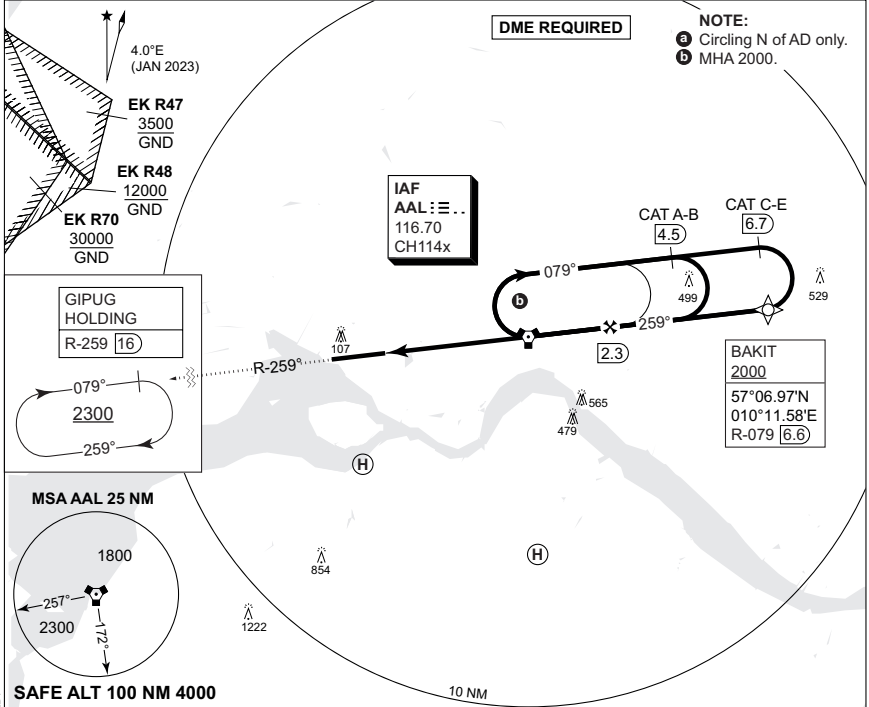 DME REQUIRED
NOTE:
a Circling N of AD only.
b MHA 2000.
4.0°E
(JAN 2023)
EK R47
3500
GND
EK R48
12000
GND
EK R70
30000
GND
IAF
AAL
116.70
CH114x
CAT A-B
4.5
CAT C-E
6.7
079°
b
499
529
259°
2.3
GIPUG
HOLDING
R-259 16
079°
2300
259°
107
R-259°
BAKIT
2000
57°06.97'N
010°11.58'E
R-079 6.6
565
479
H
H
MSA AAL 25 NM
1800
257°
2300
172°
854
1222
SAFE ALT 100 NM 4000
10 NM